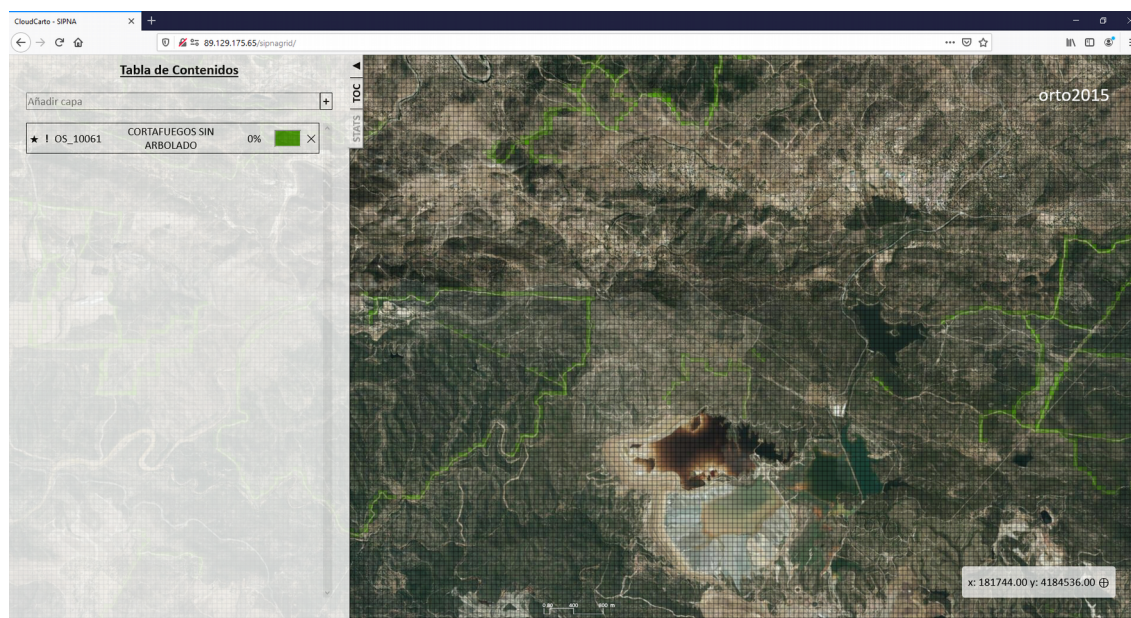 CloudCarto - SIPNA
89.129.175.65/sipnagrid/
Tabla de Contenidos
Añadir capa
+
TOC
STATS
★ ! OS_10061 CORTAFUEGOS SIN ARBOLADO 0%
orto2015
x: 181744.00 y: 4184536.00
400
m